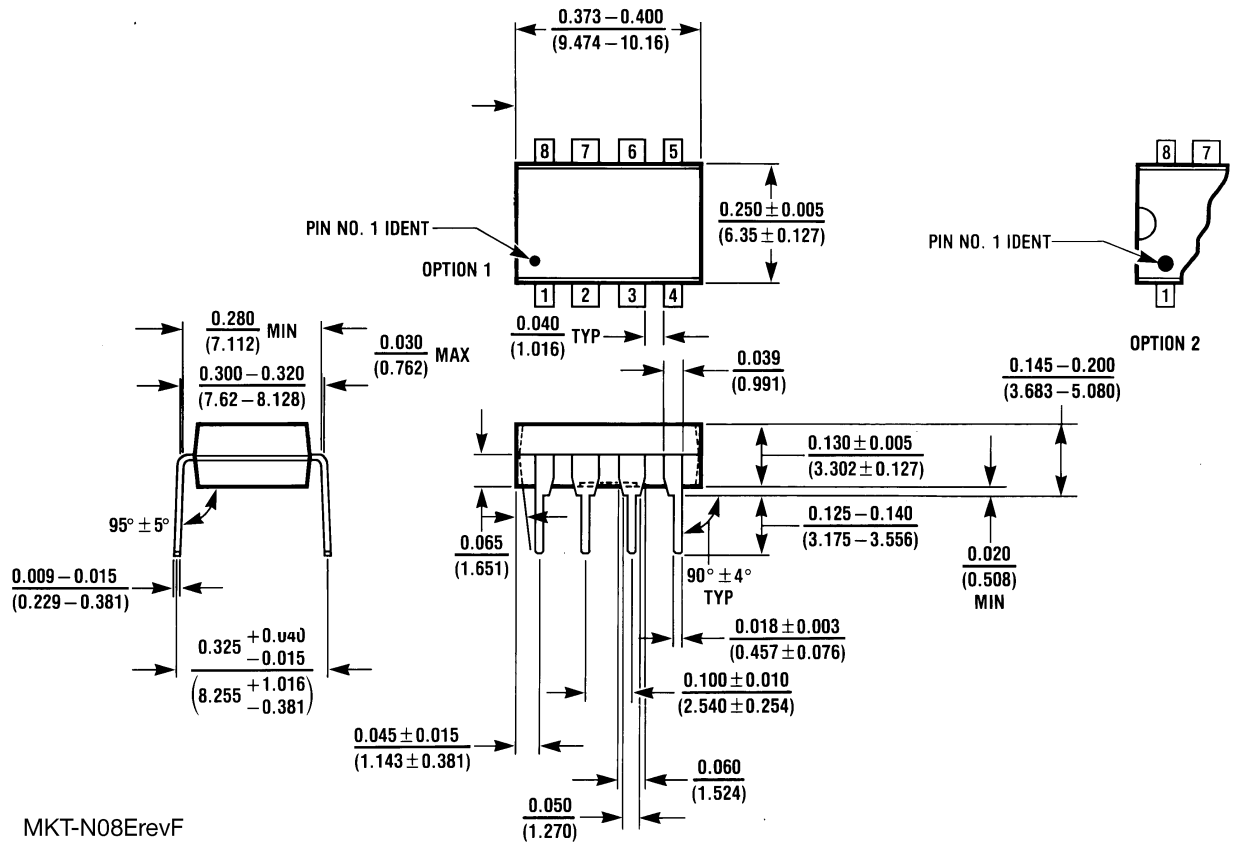 0.373 – 0.400
(9.474 – 10.16)
8 7 6 5
8 7
PIN NO. 1 IDENT
0.250 ± 0.005
(6.35 ± 0.127)
PIN NO. 1 IDENT
OPTION 1
1 2 3 4
1
OPTION 2
0.280
(7.112)
MIN
0.030
(0.762)
MAX
0.040
(1.016)
TYP
0.039
(0.991)
0.145 – 0.200
(3.683 – 5.080)
0.300 – 0.320
(7.62 – 8.128)
0.130 ± 0.005
(3.302 ± 0.127)
95° ± 5°
0.065
(1.651)
0.125 – 0.140
(3.175 – 3.556)
90° ± 4°
TYP
0.020
(0.508)
MIN
0.009 – 0.015
(0.229 – 0.381)
0.018 ± 0.003
(0.457 ± 0.076)
0.325 +0.040
–0.015
(8.255 +1.016
–0.381)
0.100 ± 0.010
(2.540 ± 0.254)
0.045 ± 0.015
(1.143 ± 0.381)
0.060
(1.524)
0.050
(1.270)
MKT-N08ErevF